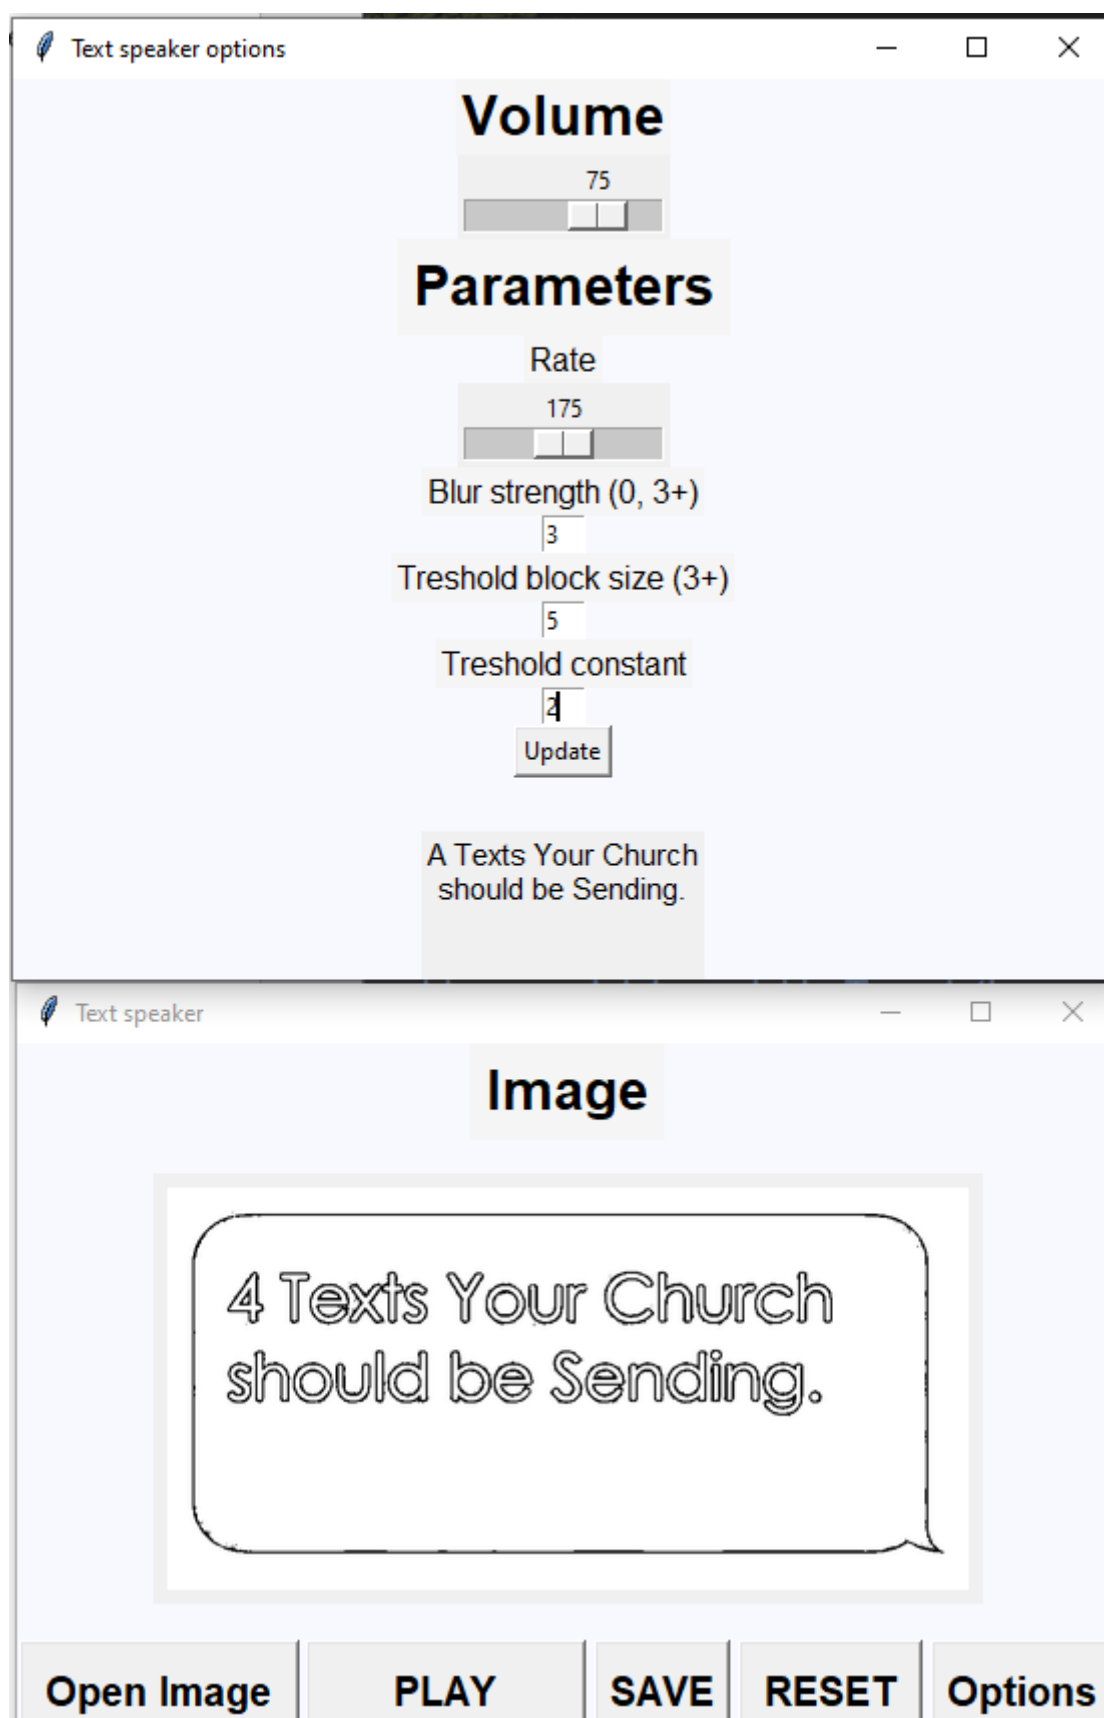 Text speaker options
Volume
75
Parameters
Rate
175
Blur strength (0, 3+)
3
Treshold block size (3+)
5
Treshold constant
2
Update
A Texts Your Church
should be Sending.
Text speaker
Image
4 Texts Your Church
should be Sending.
Open Image PLAY SAVE RESET Options